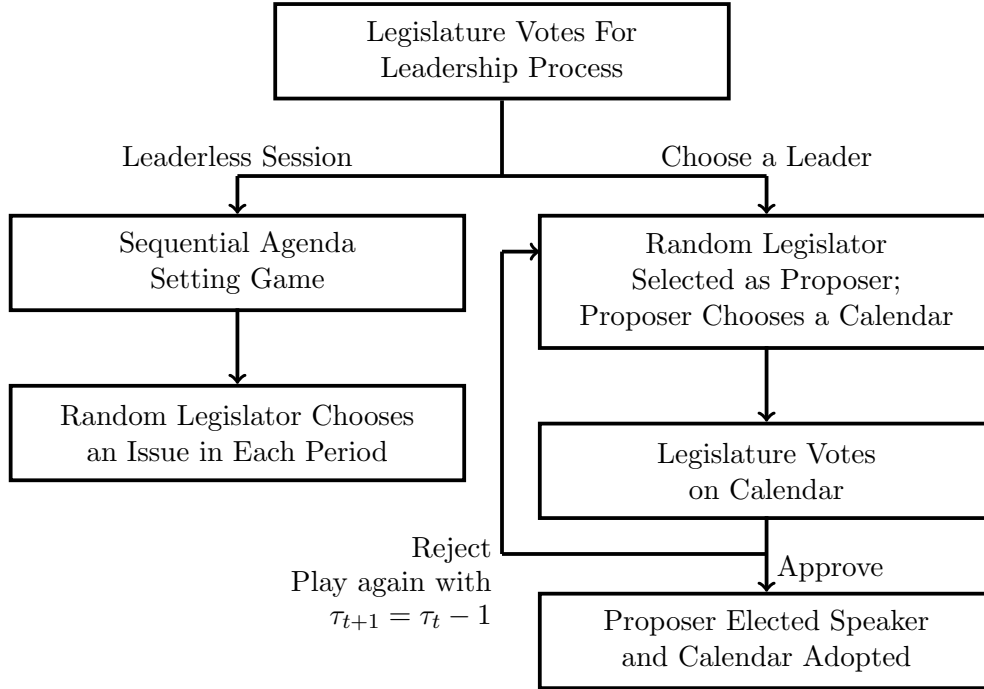 Legislature Votes For
Leadership Process
Leaderless Session
Choose a Leader
Sequential Agenda
Setting Game
Random Legislator
Selected as Proposer;
Proposer Chooses a Calendar
Random Legislator Chooses
an Issue in Each Period
Legislature Votes
on Calendar
Reject
Play again with
τ_{t+1} = τ_t − 1
Approve
Proposer Elected Speaker
and Calendar Adopted